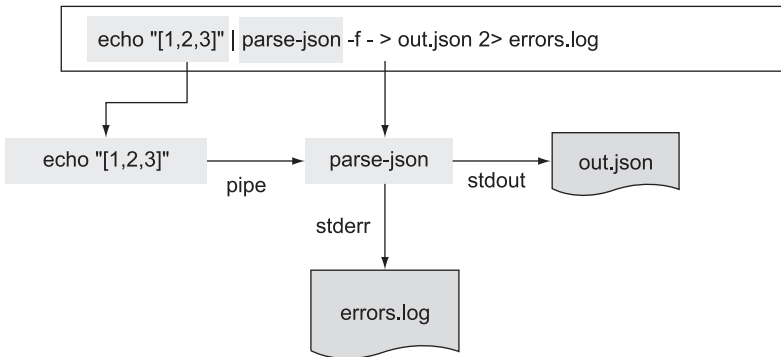 echo "[1,2,3]" | parse-json -f - > out.json 2> errors.log
echo "[1,2,3]"
pipe
parse-json
stdout
out.json
stderr
errors.log